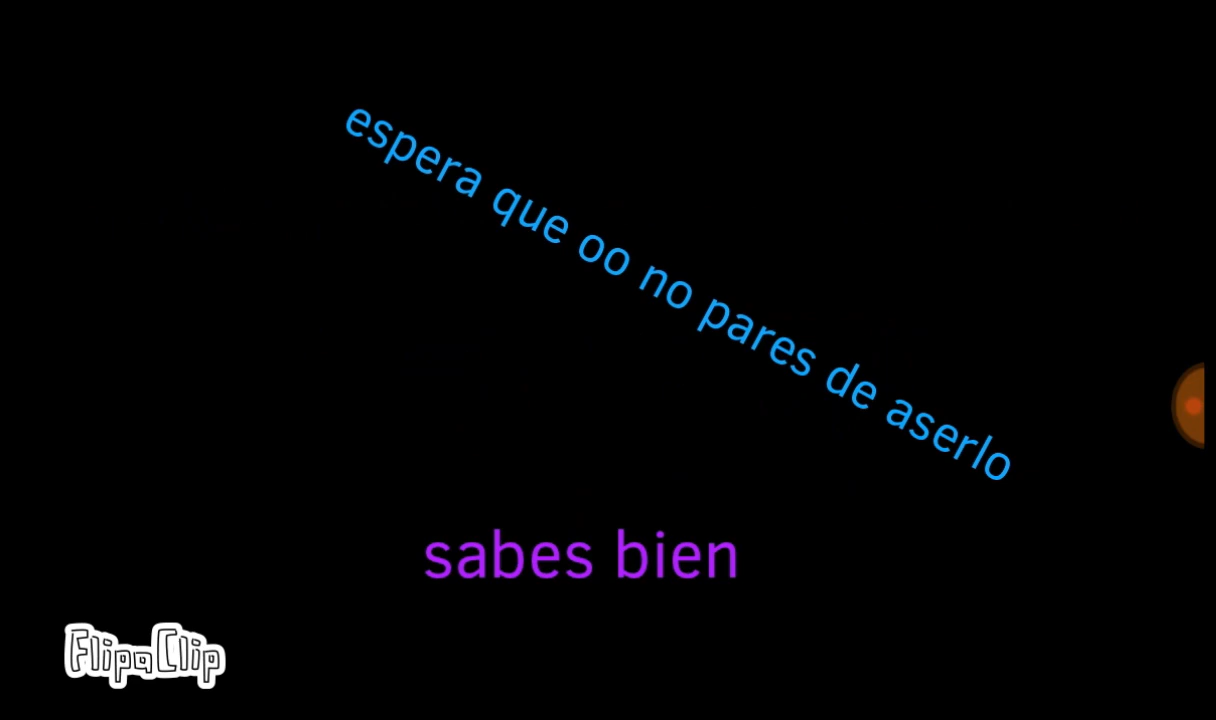 espera que oo no pares de aserlo
sabes bien
FlipaClip